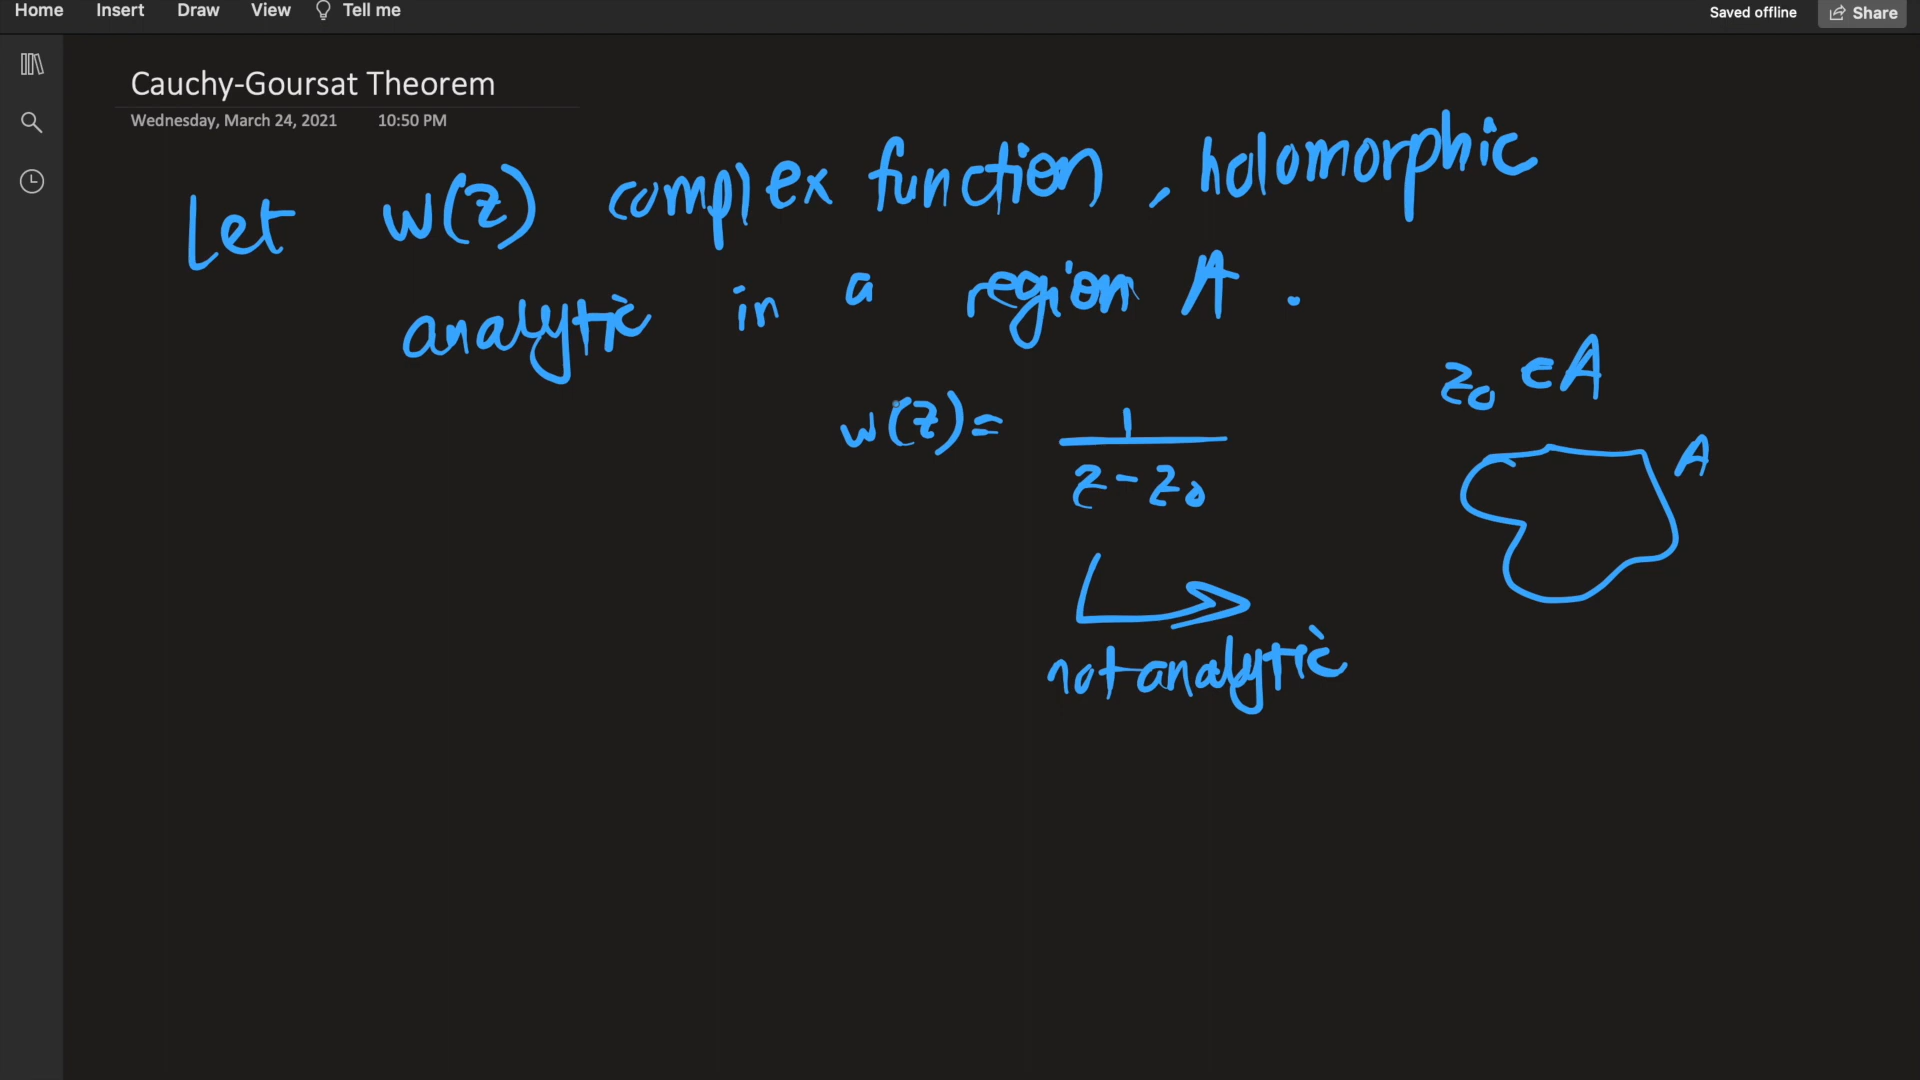 Home Insert Draw View Tell me Saved offline Share
Cauchy-Goursat Theorem
Wednesday, March 24, 2021 10:50 PM
Let w(z) complex function, holomorphic
analytic in a region A.
z₀ ∈ A
w(z) = 1/(z - z₀)
A
not analytic